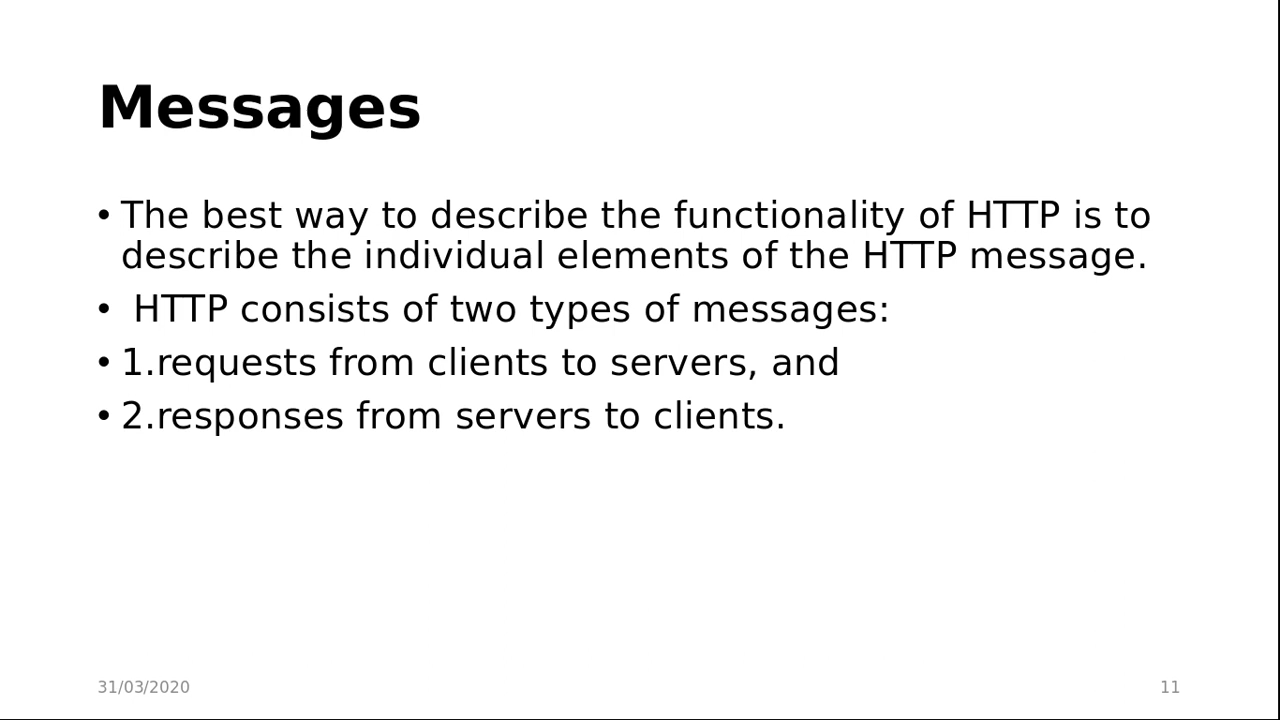 Messages
• The best way to describe the functionality of HTTP is to
describe the individual elements of the HTTP message.
•  HTTP consists of two types of messages:
• 1.requests from clients to servers, and
• 2.responses from servers to clients.
31/03/2020
11